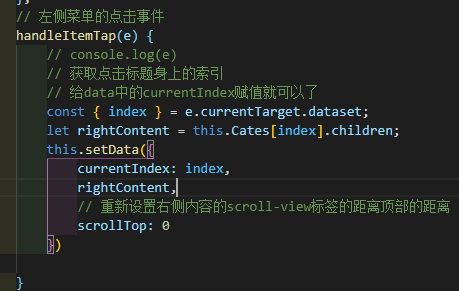 },
// 左侧菜单的点击事件
handleItemTap(e) {
// console.log(e)
// 获取点击标题身上的索引
// 给data中的currentIndex赋值就可以了
const { index } = e.currentTarget.dataset;
let rightContent = this.Cates[index].children;
this.setData({
currentIndex: index,
rightContent,
// 重新设置右侧内容的scroll-view标签的距离顶部的距离
scrollTop: 0
})
}